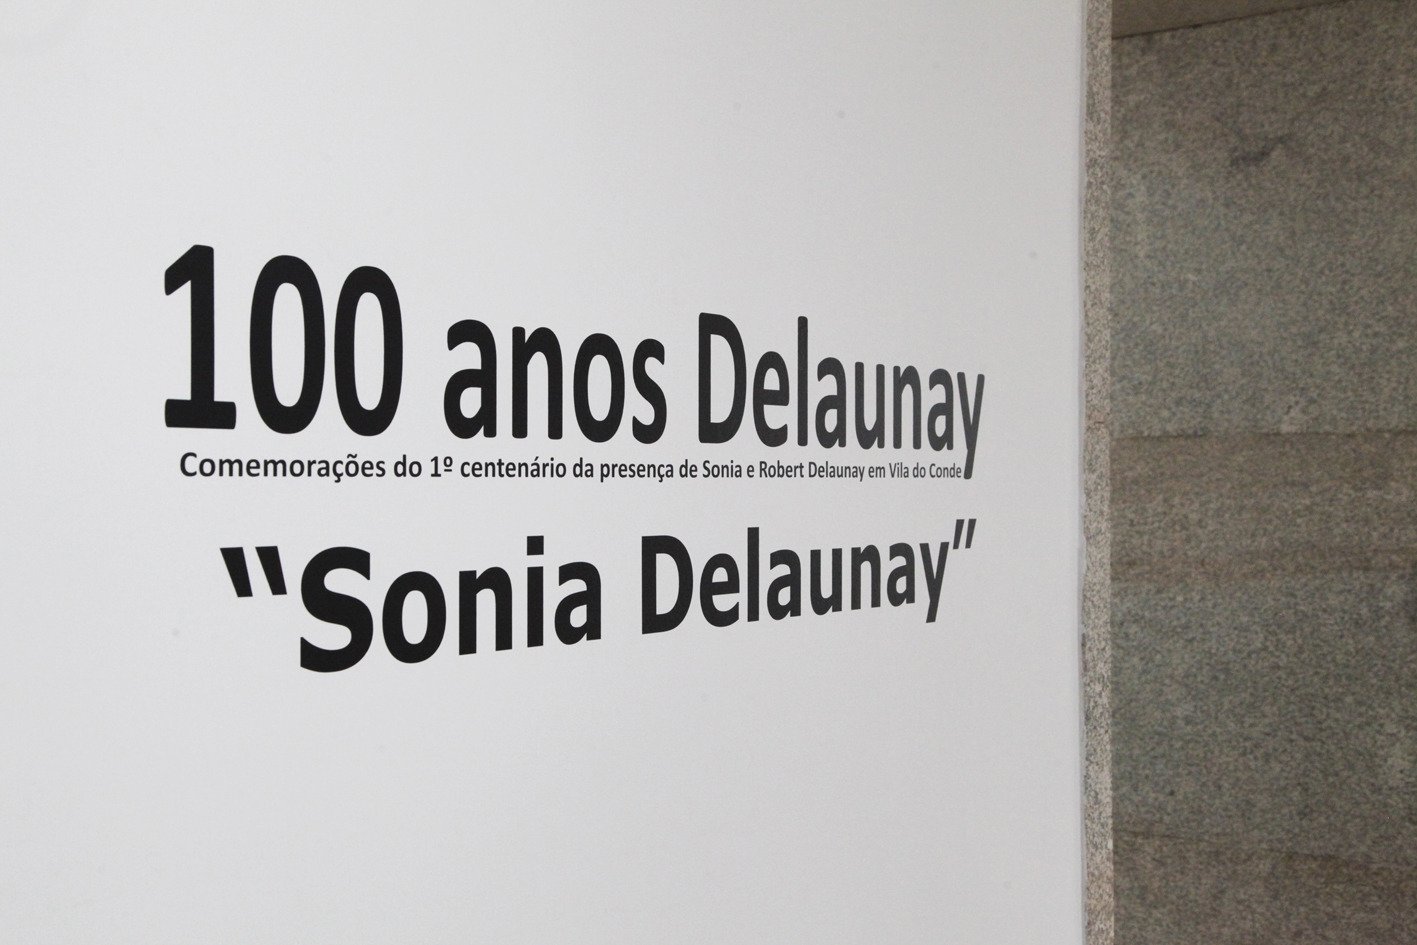 100 anos Delaunay
Comemorações do 1º centenário da presença de Sonia e Robert Delaunay em Vila do Conde
“Sonia Delaunay”